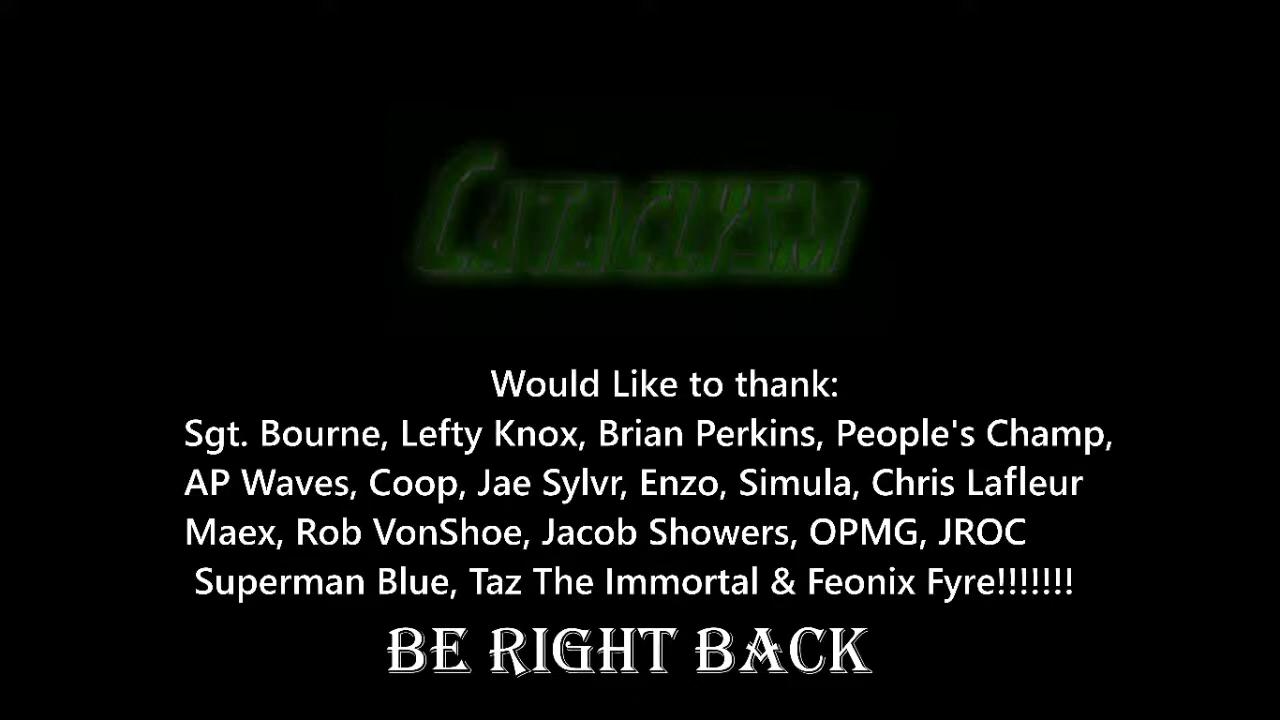 Cataclysm
Would Like to thank:
Sgt. Bourne, Lefty Knox, Brian Perkins, People's Champ,
AP Waves, Coop, Jae Sylvr, Enzo, Simula, Chris Lafleur
Maex, Rob VonShoe, Jacob Showers, OPMG, JROC
Superman Blue, Taz The Immortal & Feonix Fyre!!!!!!!
BE RIGHT BACK